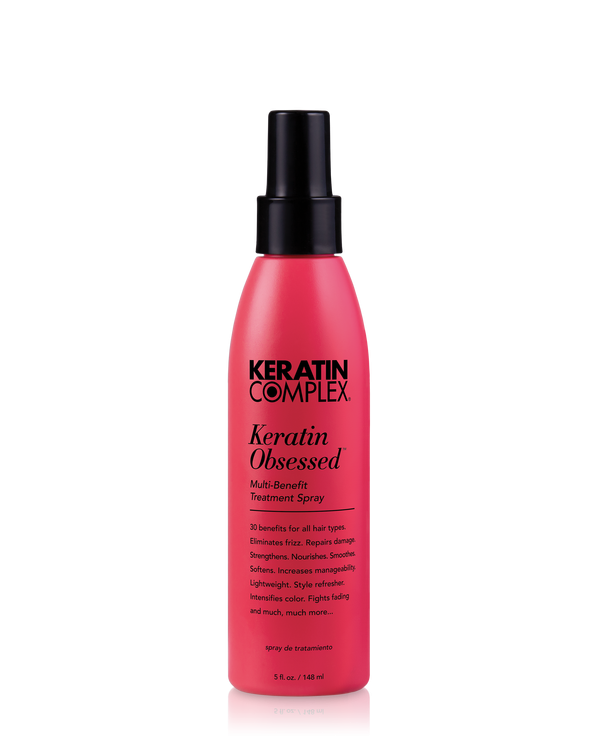 KERATIN
COMPLEX®
Keratin
Obsessed™
Multi-Benefit
Treatment Spray
30 benefits for all hair types.
Eliminates frizz. Repairs damage.
Strengthens. Nourishes. Smoothes.
Softens. Increases manageability.
Lightweight. Style refresher.
Intensifies color. Fights fading
and much, much more...
spray de tratamiento
5 fl. oz. / 148 ml